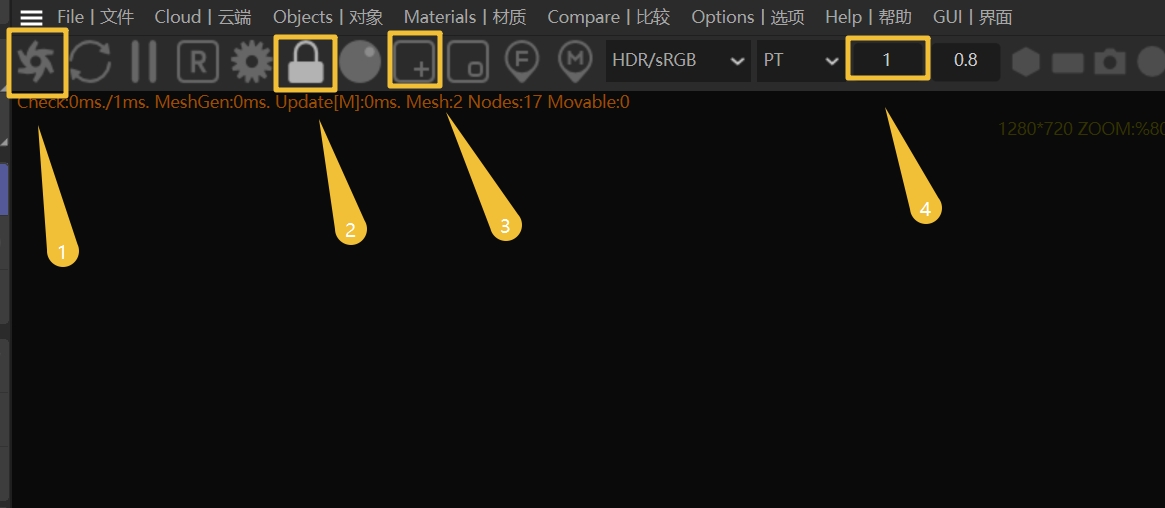 File | 文件 Cloud | 云端 Objects | 对象 Materials | 材质 Compare | 比较 Options | 选项 Help | 帮助 GUI | 界面
R F M HDR/sRGB PT 1 0.8
Check:0ms./1ms. MeshGen:0ms. Update[M]:0ms. Mesh:2 Nodes:17 Movable:0
1280*720 ZOOM:%80
1 2 3 4